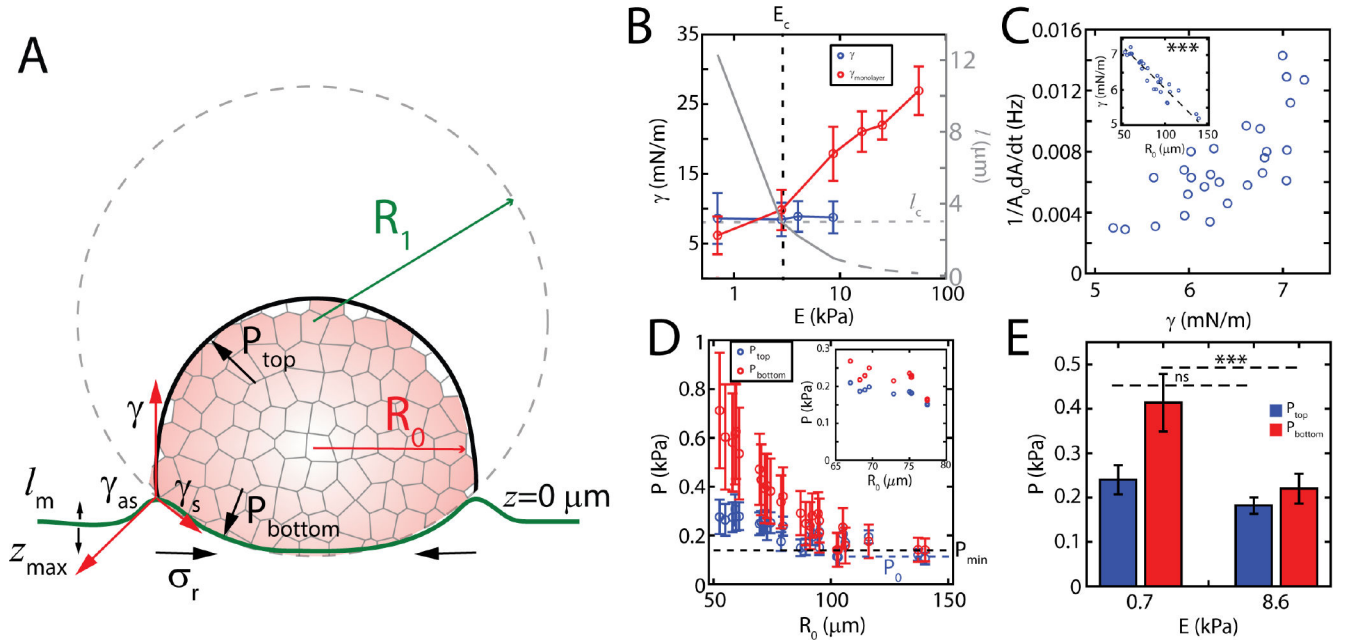 A
R1
Ptop
R0
γ
lm
γas
γs
Pbottom
z=0 μm
zmax
σr
B
Ec
35
25
15
5
γ (mN/m)
γ
γmonolayer
12
8
4
0
l (μm)
lc
1
10
100
E (kPa)
C
0.016
0.012
0.008
0.004
0
1/A0dA/dt (Hz)
***
7
6
5
γ (mN/m)
50
100
150
R0 (μm)
5
6
7
γ (mN/m)
D
Ptop
Pbottom
1
0.8
0.6
0.4
0.2
0
P (kPa)
0.3
0.2
0.1
0
P (kPa)
65
70
75
80
R0 (μm)
Pmin
P0
50
100
150
R0 (μm)
E
0.5
0.4
0.3
0.2
0.1
0
P (kPa)
***
ns
Ptop
Pbottom
0.7
8.6
E (kPa)